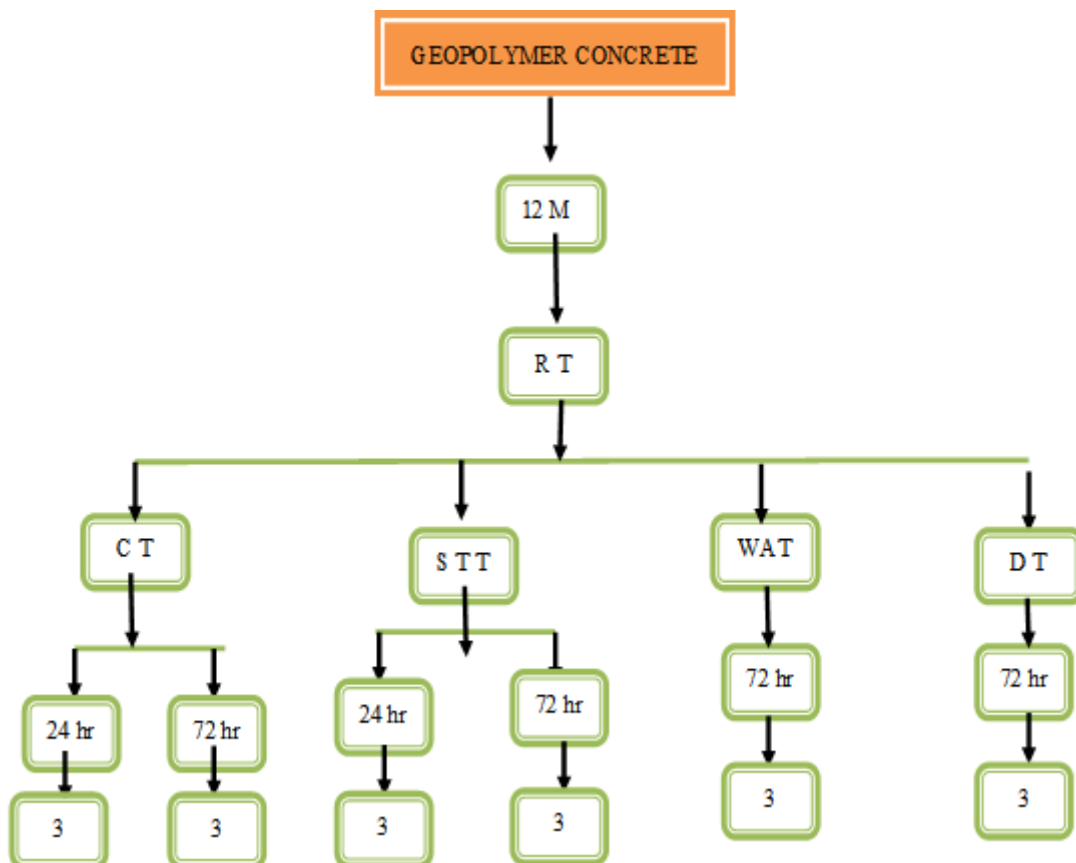 GEOPOLYMER CONCRETE
12 M
R T
C T
S T T
WAT
D T
24 hr
72 hr
24 hr
72 hr
72 hr
72 hr
3
3
3
3
3
3